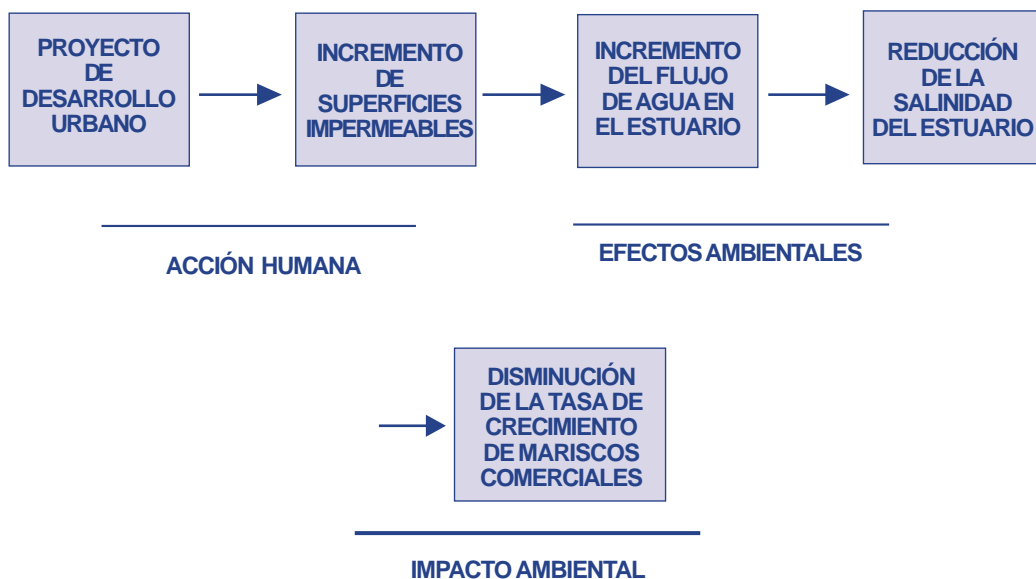 PROYECTO
DE
DESARROLLO
URBANO
INCREMENTO
DE
SUPERFICIES
IMPERMEABLES
INCREMENTO
DEL FLUJO
DE AGUA EN
EL ESTUARIO
REDUCCIÓN
DE LA
SALINIDAD
DEL ESTUARIO
ACCIÓN HUMANA
EFECTOS AMBIENTALES
DISMINUCIÓN
DE LA TASA DE
CRECIMIENTO
DE MARISCOS
COMERCIALES
IMPACTO AMBIENTAL